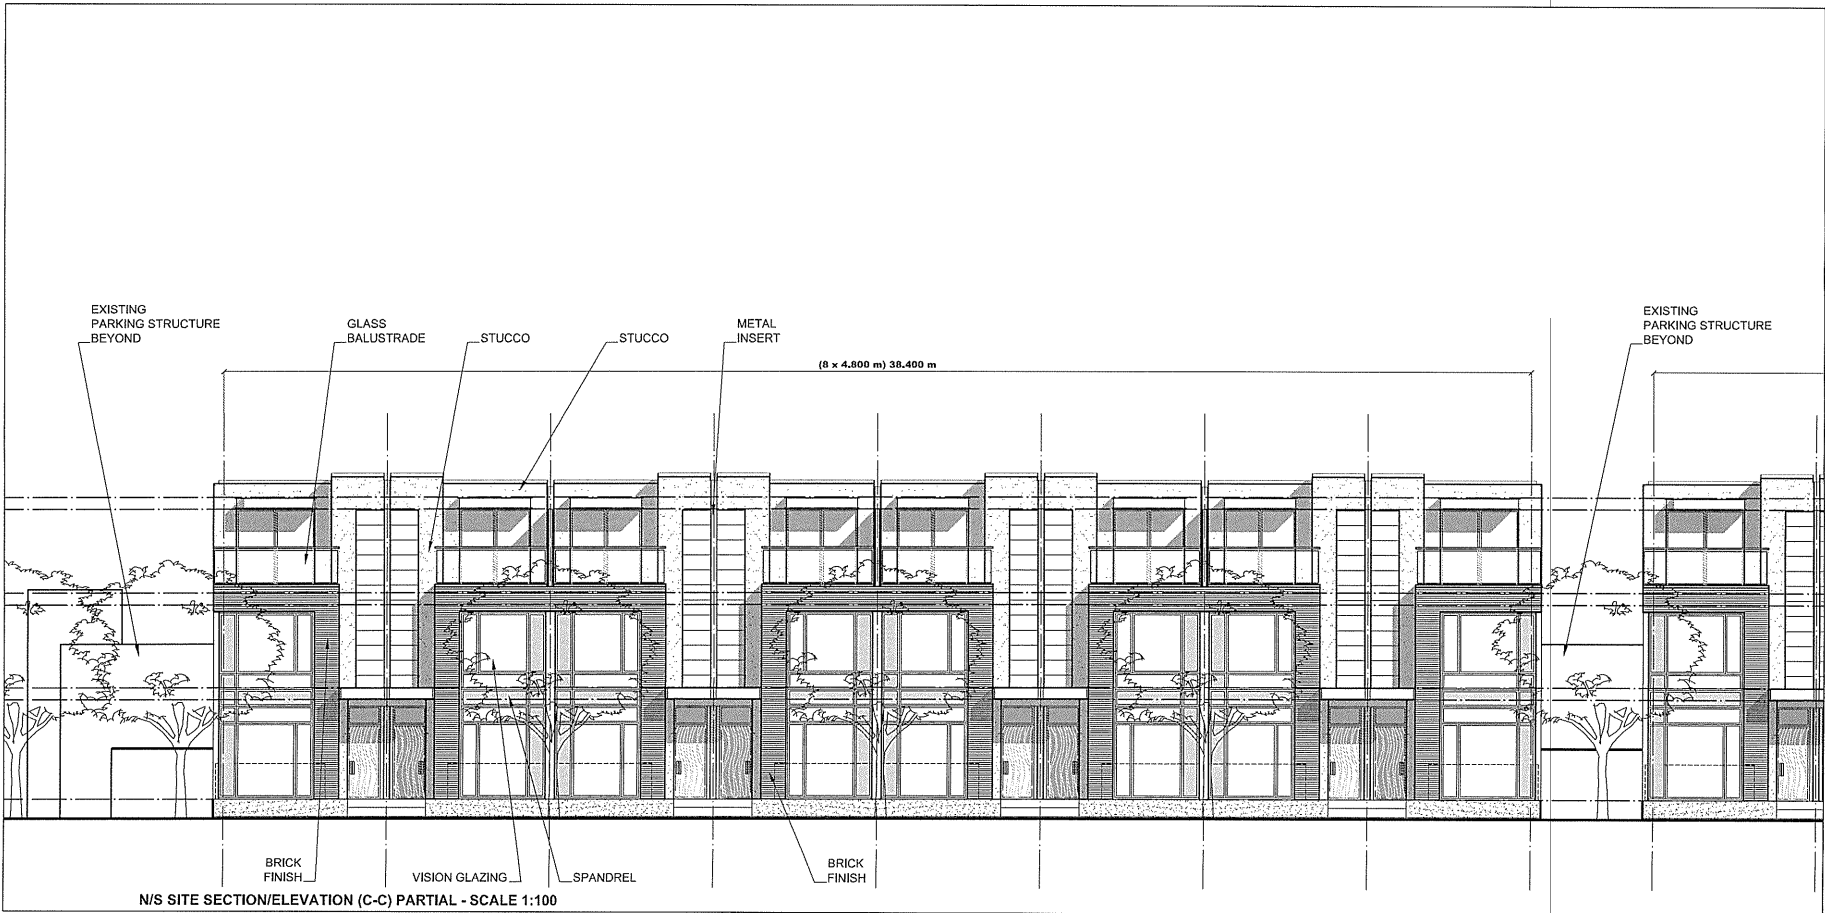 EXISTING
PARKING STRUCTURE
BEYOND
GLASS
BALUSTRADE
STUCCO
STUCCO
METAL
INSERT
(8 x 4.800 m) 38.400 m
EXISTING
PARKING STRUCTURE
BEYOND
BRICK
FINISH
VISION GLAZING
SPANDREL
BRICK
FINISH
N/S SITE SECTION/ELEVATION (C-C) PARTIAL - SCALE 1:100